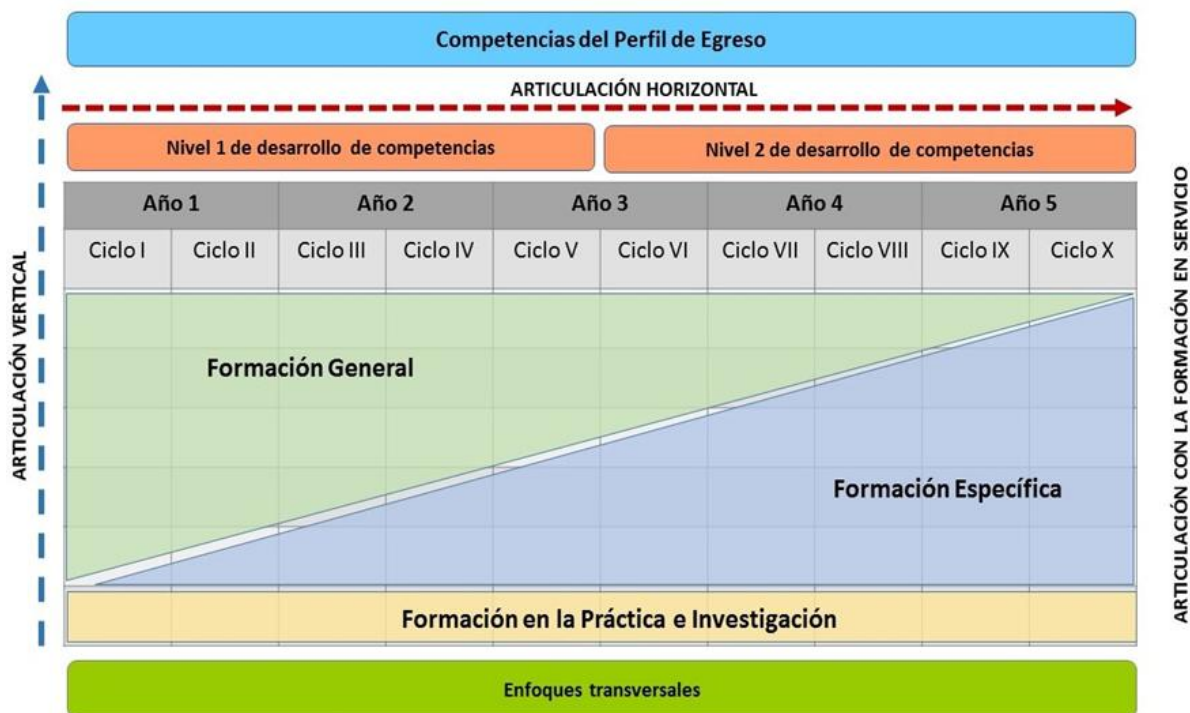 Competencias del Perfil de Egreso
ARTICULACIÓN HORIZONTAL
Nivel 1 de desarrollo de competencias
Nivel 2 de desarrollo de competencias
Año 1
Año 2
Año 3
Año 4
Año 5
Ciclo I
Ciclo II
Ciclo III
Ciclo IV
Ciclo V
Ciclo VI
Ciclo VII
Ciclo VIII
Ciclo IX
Ciclo X
ARTICULACIÓN VERTICAL
Formación General
Formación Específica
Formación en la Práctica e Investigación
Enfoques transversales
ARTICULACIÓN CON LA FORMACIÓN EN SERVICIO